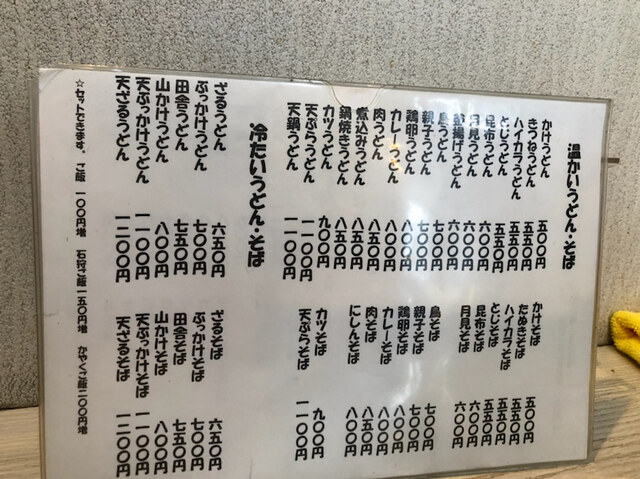 温かいうどん・そば
かけうどん 五〇〇円
きつねうどん 五五〇円
ハイカラうどん 五五〇円
とじうどん 五五〇円
昆布うどん 六〇〇円
月見うどん 六〇〇円
釜揚げうどん 六〇〇円
鳥うどん 七〇〇円
親子うどん 七〇〇円
鶏卵うどん 八〇〇円
カレーうどん 八〇〇円
肉うどん 八五〇円
煮込みうどん 八五〇円
鍋焼きうどん 八五〇円
カツうどん 九〇〇円
天ぷらうどん 一一〇〇円
天鍋うどん 一一〇〇円
かけそば 五〇〇円
たぬきそば 五五〇円
ハイカラそば 五五〇円
とじそば 五五〇円
昆布そば 六〇〇円
月見そば 六〇〇円
鳥そば 七〇〇円
親子そば 七〇〇円
鶏卵そば 八〇〇円
カレーそば 八〇〇円
肉そば 八五〇円
にしんそば 八〇〇円
カツそば 九〇〇円
天ぷらそば 一一〇〇円
冷たいうどん・そば
ざるうどん 六五〇円
ぶっかけうどん 七〇〇円
田舎うどん 七五〇円
山かけうどん 八〇〇円
天ぶっかけうどん 一一〇〇円
天ざるうどん 一二〇〇円
ざるそば 六五〇円
ぶっかけそば 七〇〇円
田舎そば 七五〇円
山かけそば 八〇〇円
天ぶっかけそば 一一〇〇円
天ざるそば 一二〇〇円
☆セットできます。 ご飯 一〇〇円増 石狩ご飯一五〇円増 かやくご飯二〇〇円増